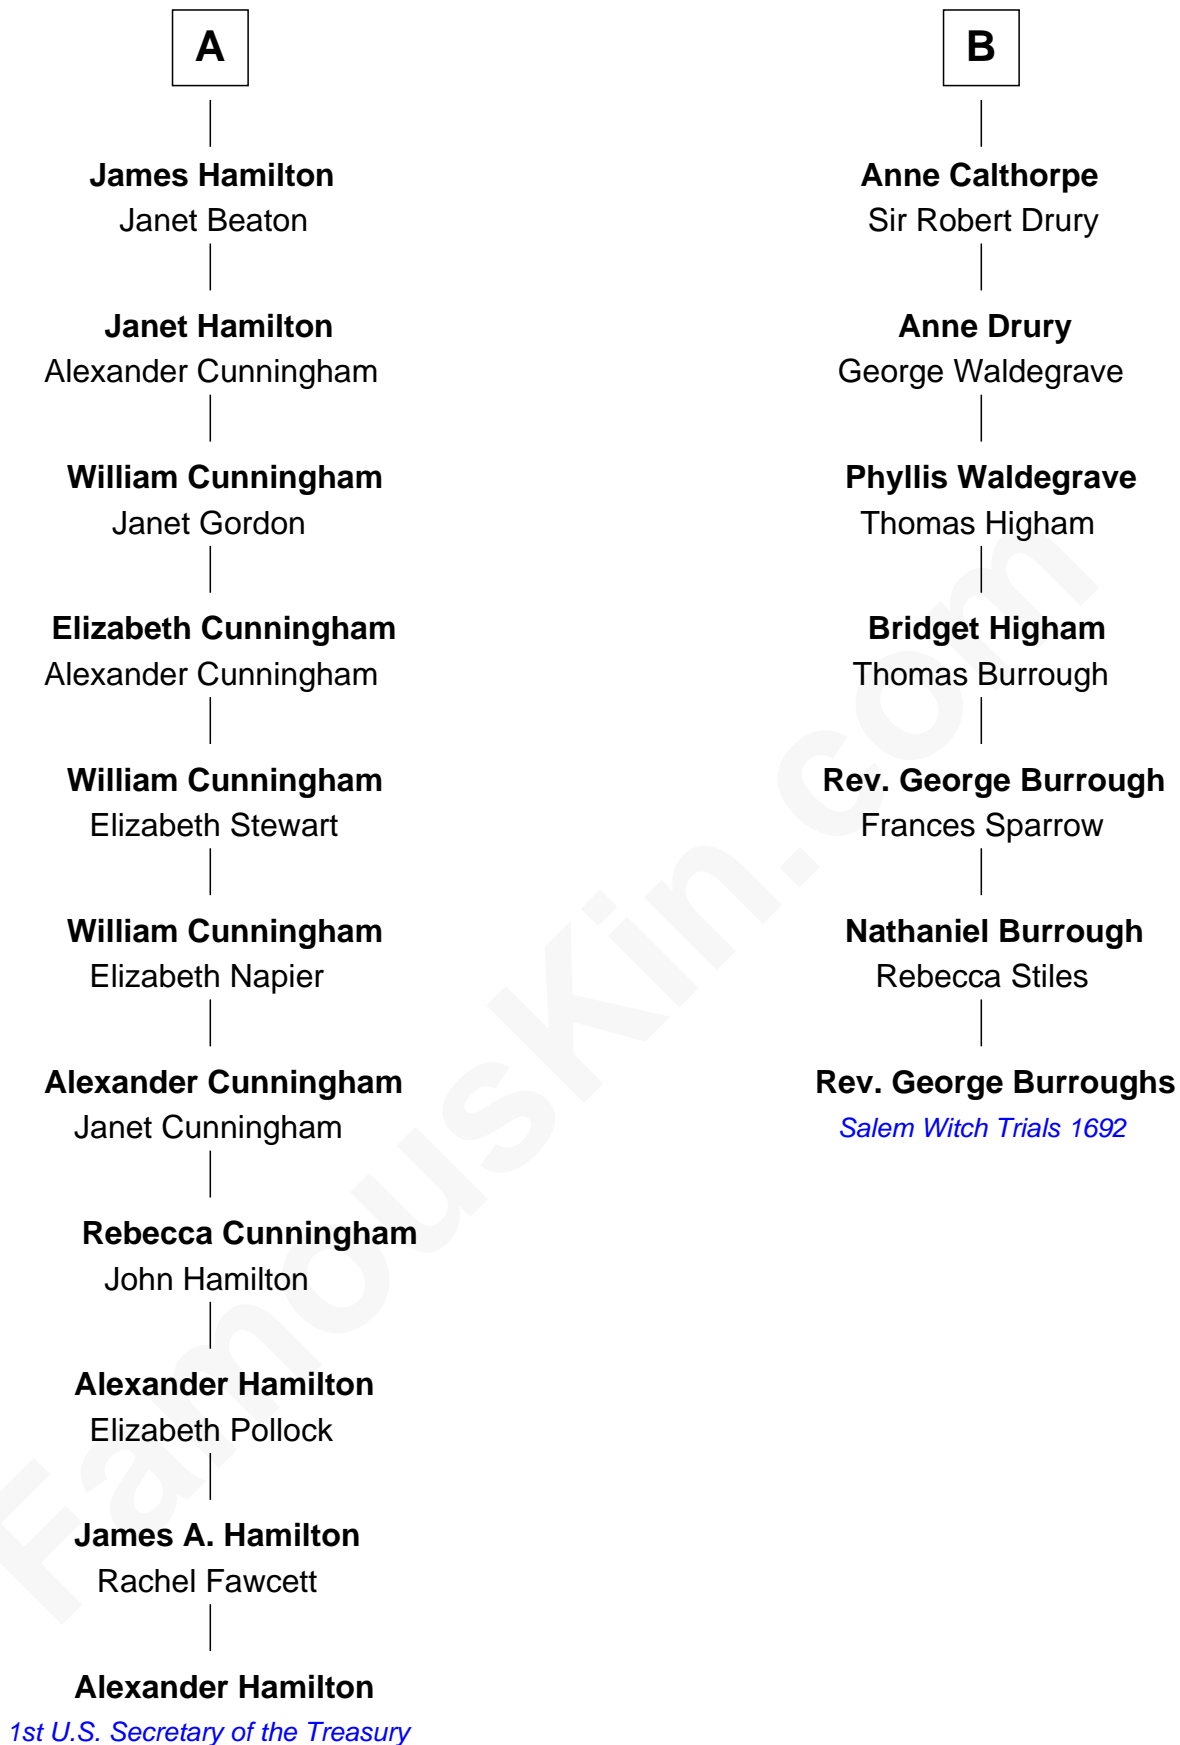 A
James Hamilton
Janet Beaton
Janet Hamilton
Alexander Cunningham
William Cunningham
Janet Gordon
Elizabeth Cunningham
Alexander Cunningham
William Cunningham
Elizabeth Stewart
William Cunningham
Elizabeth Napier
Alexander Cunningham
Janet Cunningham
Rebecca Cunningham
John Hamilton
Alexander Hamilton
Elizabeth Pollock
James A. Hamilton
Rachel Fawcett
Alexander Hamilton
1st U.S. Secretary of the Treasury
B
Anne Calthorpe
Sir Robert Drury
Anne Drury
George Waldegrave
Phyllis Waldegrave
Thomas Higham
Bridget Higham
Thomas Burrough
Rev. George Burrough
Frances Sparrow
Nathaniel Burrough
Rebecca Stiles
Rev. George Burroughs
Salem Witch Trials 1692
FamousKin.com